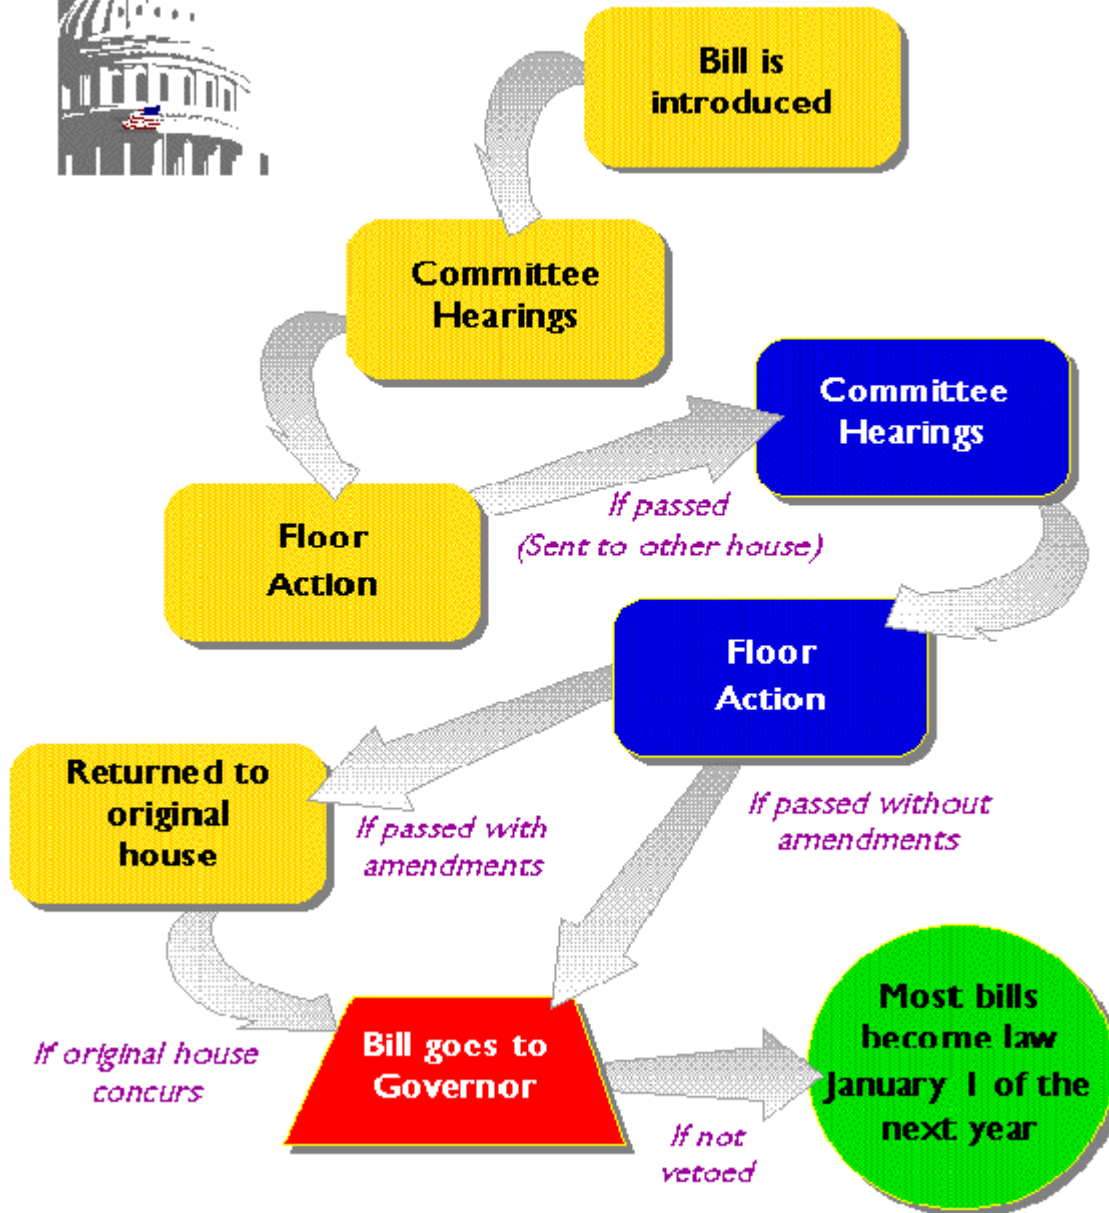 Bill is
introduced
Committee
Hearings
Committee
Hearings
If passed
(Sent to other house)
Floor
Action
Floor
Action
Returned to
original
house
If passed with
amendments
If passed without
amendments
If original house
concurs
Bill goes to
Governor
If not
vetoed
Most bills
become law
January 1 of the
next year